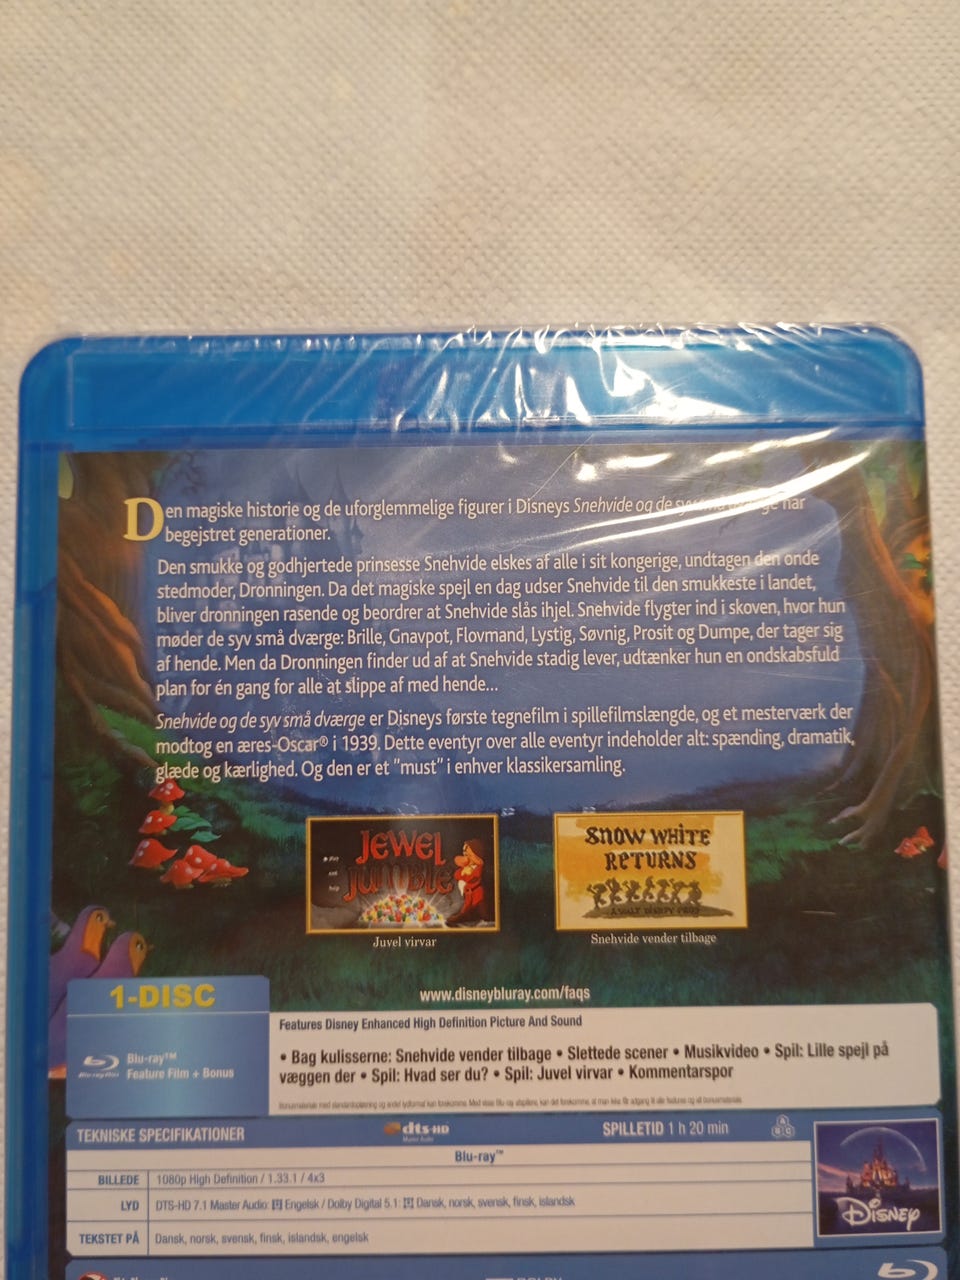 Den magiske historie og de uforglemmelige figurer i Disneys Snehvide og de syv små dværge har
begejstret generationer.
Den smukke og godhjertede prinsesse Snehvide elskes af alle i sit kongerige, undtagen den onde
stedmoder, Dronningen. Da det magiske spejl en dag udser Snehvide til den smukkeste i landet,
bliver dronningen rasende og beordrer at Snehvide slås ihjel. Snehvide flygter ind i skoven, hvor hun
møder de syv små dværge: Brille, Gnavpot, Flovmand, Lystig, Søvnig, Prosit og Dumpe, der tager sig
af hende. Men da Dronningen finder ud af at Snehvide stadig lever, udtænker hun en ondskabsfuld
plan for én gang for alle at slippe af med hende...
Snehvide og de syv små dværge er Disneys første tegnefilm i spillefilmslængde, og et mesterværk der
modtog en æres-Oscar® i 1939. Dette eventyr over alle eventyr indeholder alt: spænding, dramatik,
glæde og kærlighed. Og den er et "must" i enhver klassikersamling.
JEWEL
JUMBLE
Juvel virvar
SNOW WHITE
RETURNS
A WALT DISNEY PROD
Snehvide vender tilbage
www.disneybluray.com/faqs
1-DISC
Blu-ray™
Feature Film + Bonus
Features Disney Enhanced High Definition Picture And Sound
• Bag kulisserne: Snehvide vender tilbage • Slettede scener • Musikvideo • Spil: Lille spejl på
væggen der • Spil: Hvad ser du? • Spil: Juvel virvar • Kommentarspor
TEKNISKE SPECIFIKATIONER
dts-HD
Master Audio
SPILLETID 1 h 20 min
ABC
Blu-ray™
BILLEDE 1080p High Definition / 1.33.1 / 4x3
LYD DTS-HD 7.1 Master Audio: Engelsk / Dolby Digital 5.1: Dansk, norsk, svensk, finsk, islandsk
TEKSTET PÅ Dansk, norsk, svensk, finsk, islandsk, engelsk
DISNEY